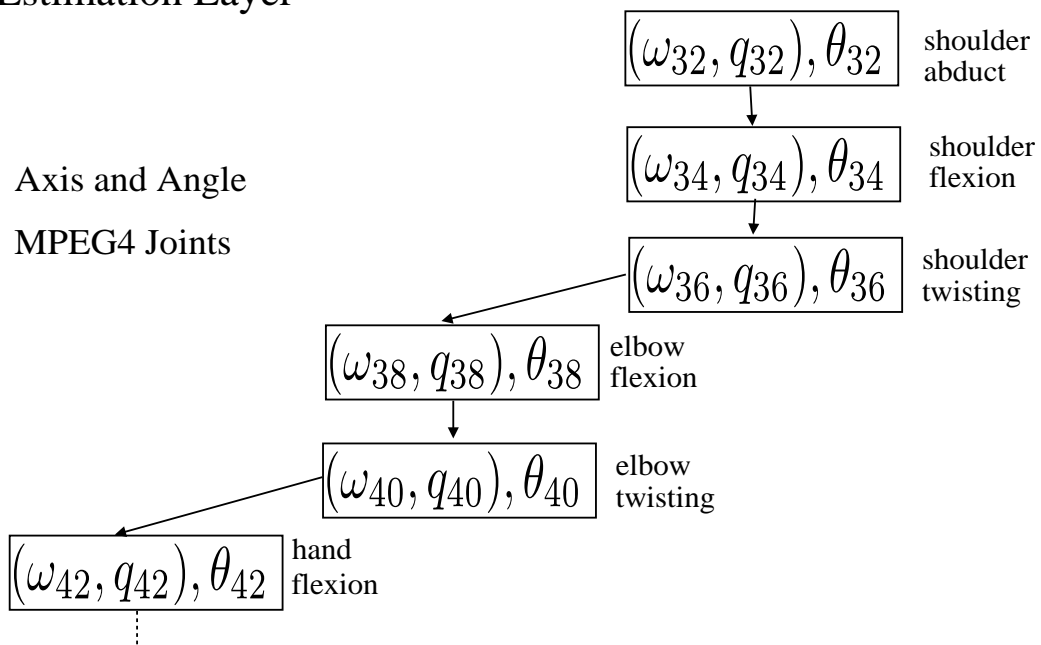 Estimation Layer
(ω₃₂, q₃₂), θ₃₂
shoulder
abduct
(ω₃₄, q₃₄), θ₃₄
shoulder
flexion
Axis and Angle
MPEG4 Joints
(ω₃₆, q₃₆), θ₃₆
shoulder
twisting
(ω₃₈, q₃₈), θ₃₈
elbow
flexion
(ω₄₀, q₄₀), θ₄₀
elbow
twisting
(ω₄₂, q₄₂), θ₄₂
hand
flexion